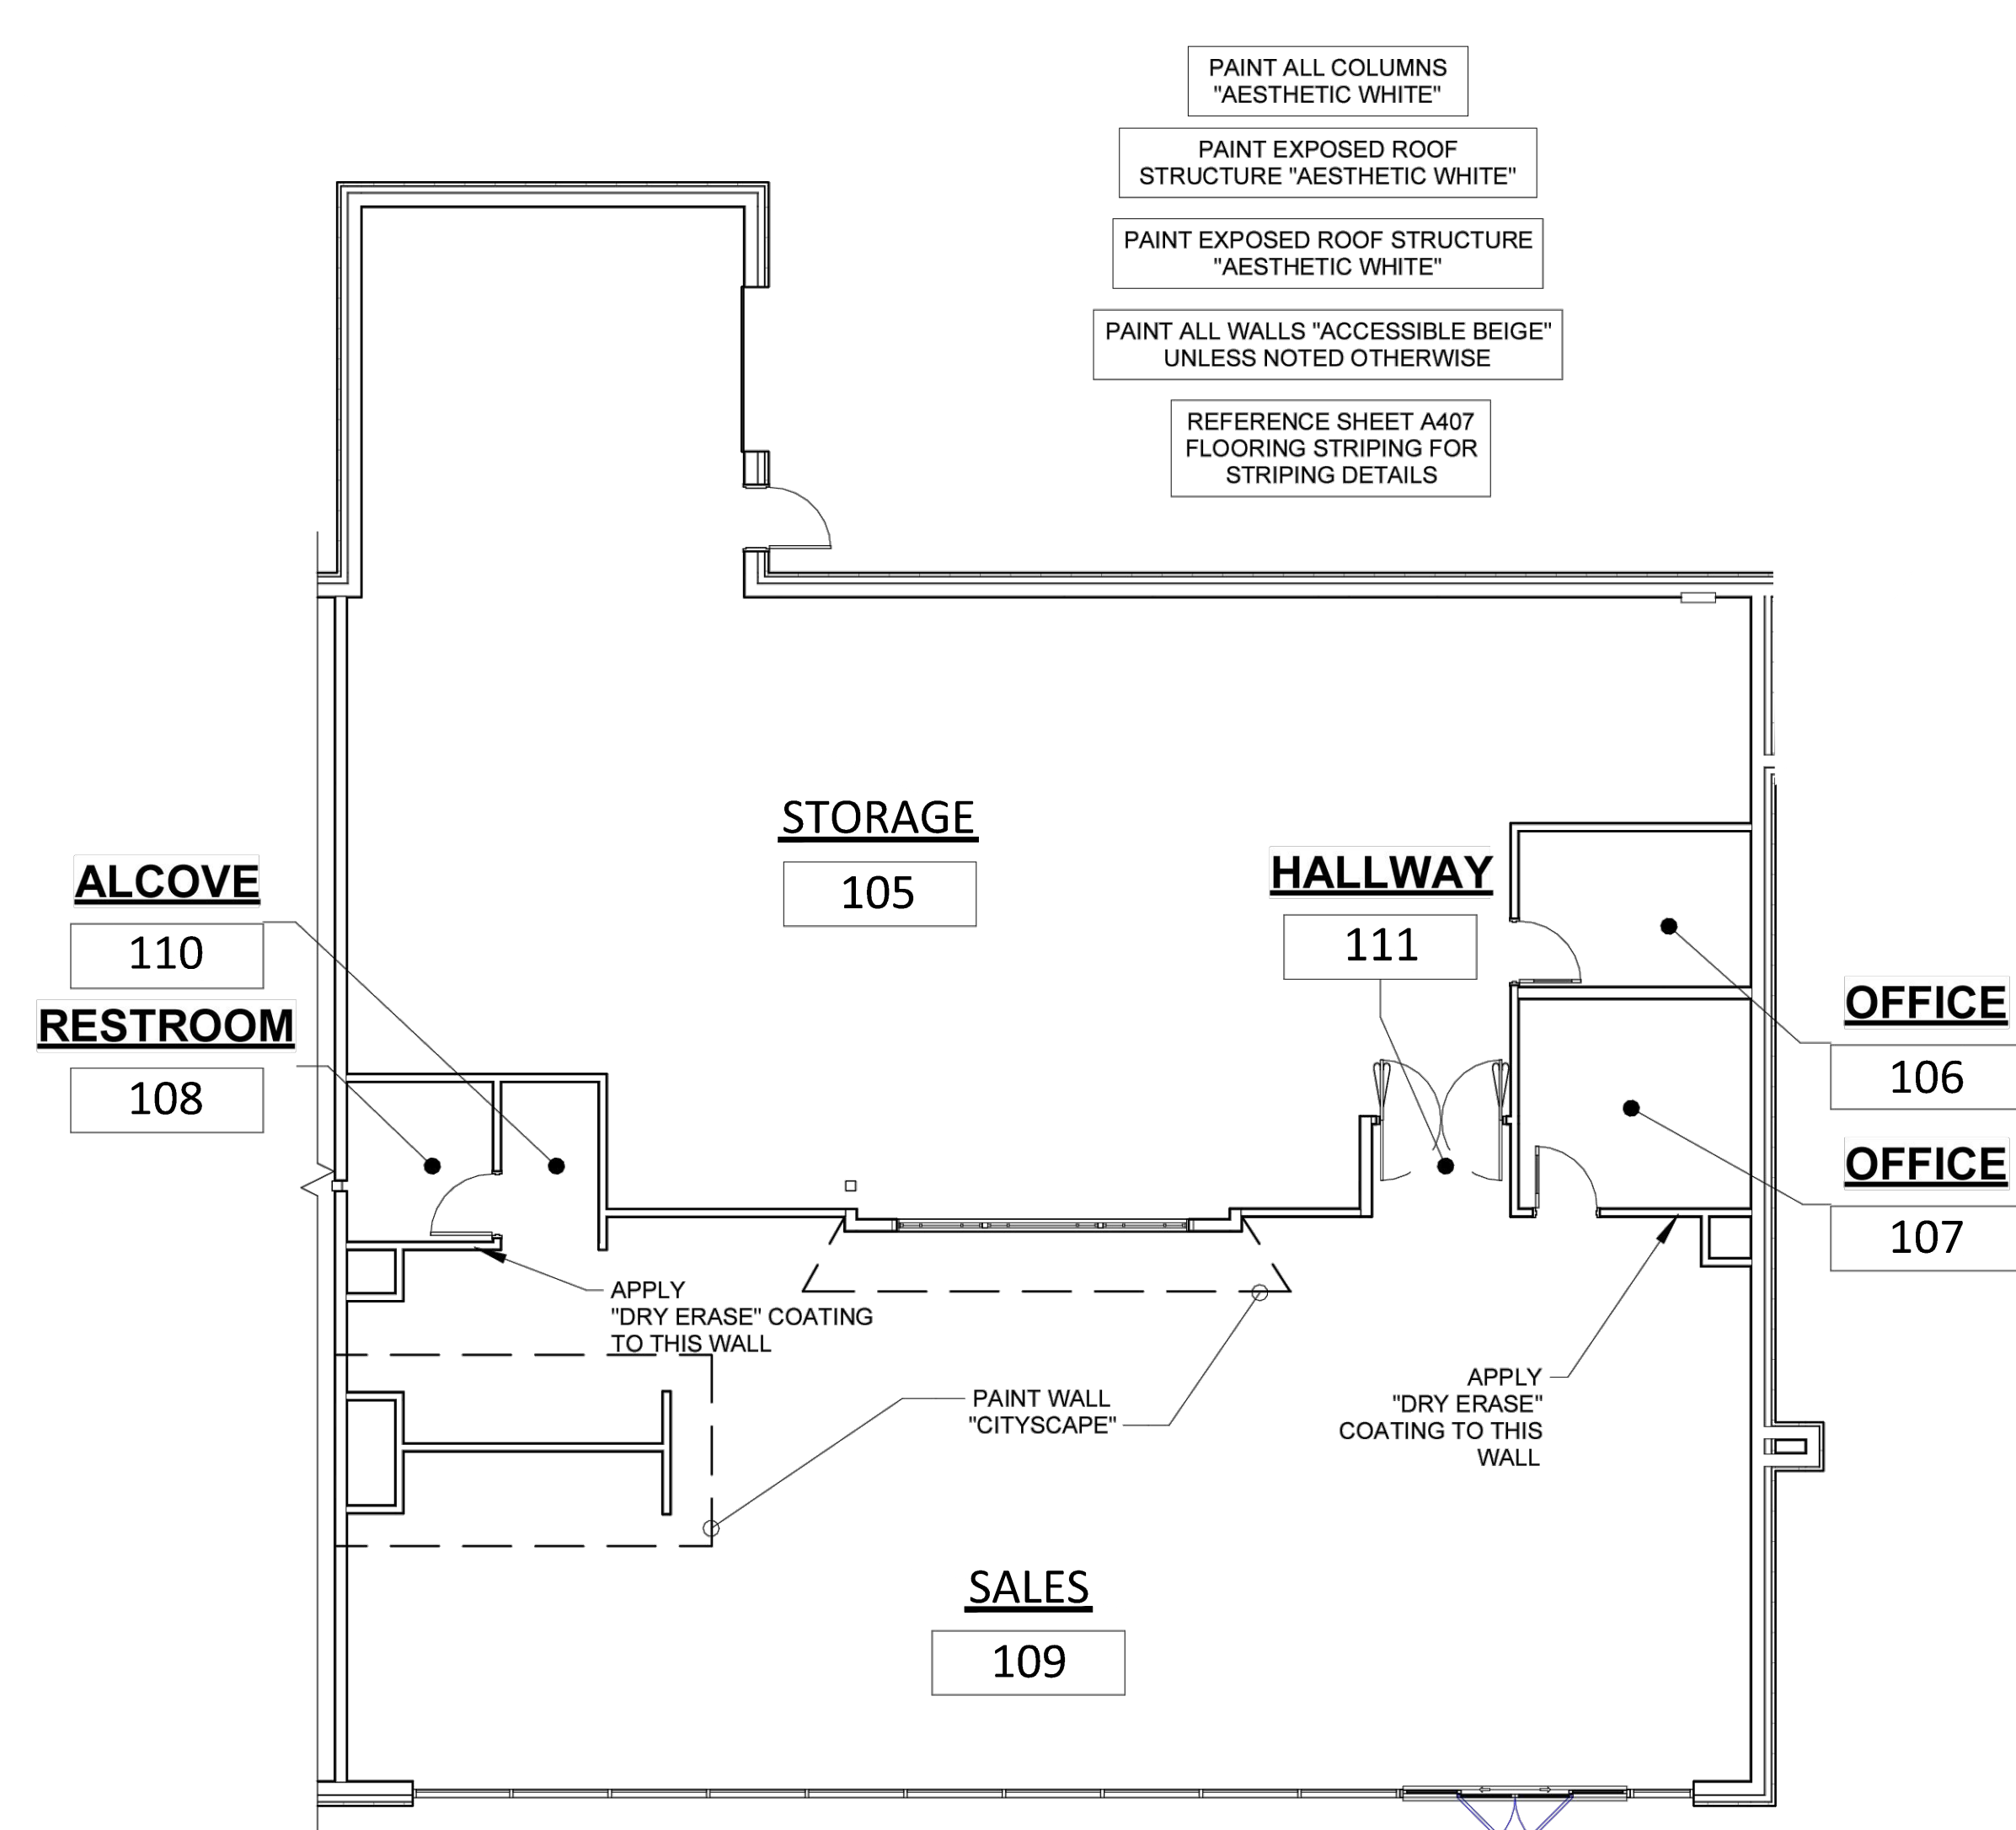 PAINT ALL COLUMNS
"AESTHETIC WHITE"
PAINT EXPOSED ROOF
STRUCTURE "AESTHETIC WHITE"
PAINT EXPOSED ROOF STRUCTURE
"AESTHETIC WHITE"
PAINT ALL WALLS "ACCESSIBLE BEIGE"
UNLESS NOTED OTHERWISE
REFERENCE SHEET A407
FLOORING STRIPING FOR
STRIPING DETAILS
STORAGE
105
ALCOVE
110
HALLWAY
111
RESTROOM
108
OFFICE
106
OFFICE
107
APPLY
"DRY ERASE" COATING
TO THIS WALL
PAINT WALL
"CITYSCAPE"
APPLY
"DRY ERASE"
COATING TO THIS
WALL
SALES
109